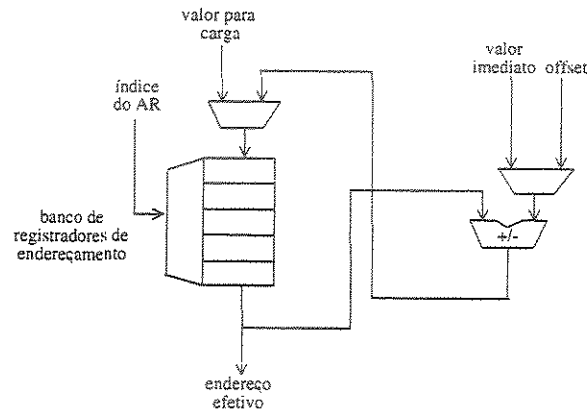 valor para
carga
valor
imediato offset
índice
do AR
banco de
registradores de
endereçamento
+/-
endereço
efetivo